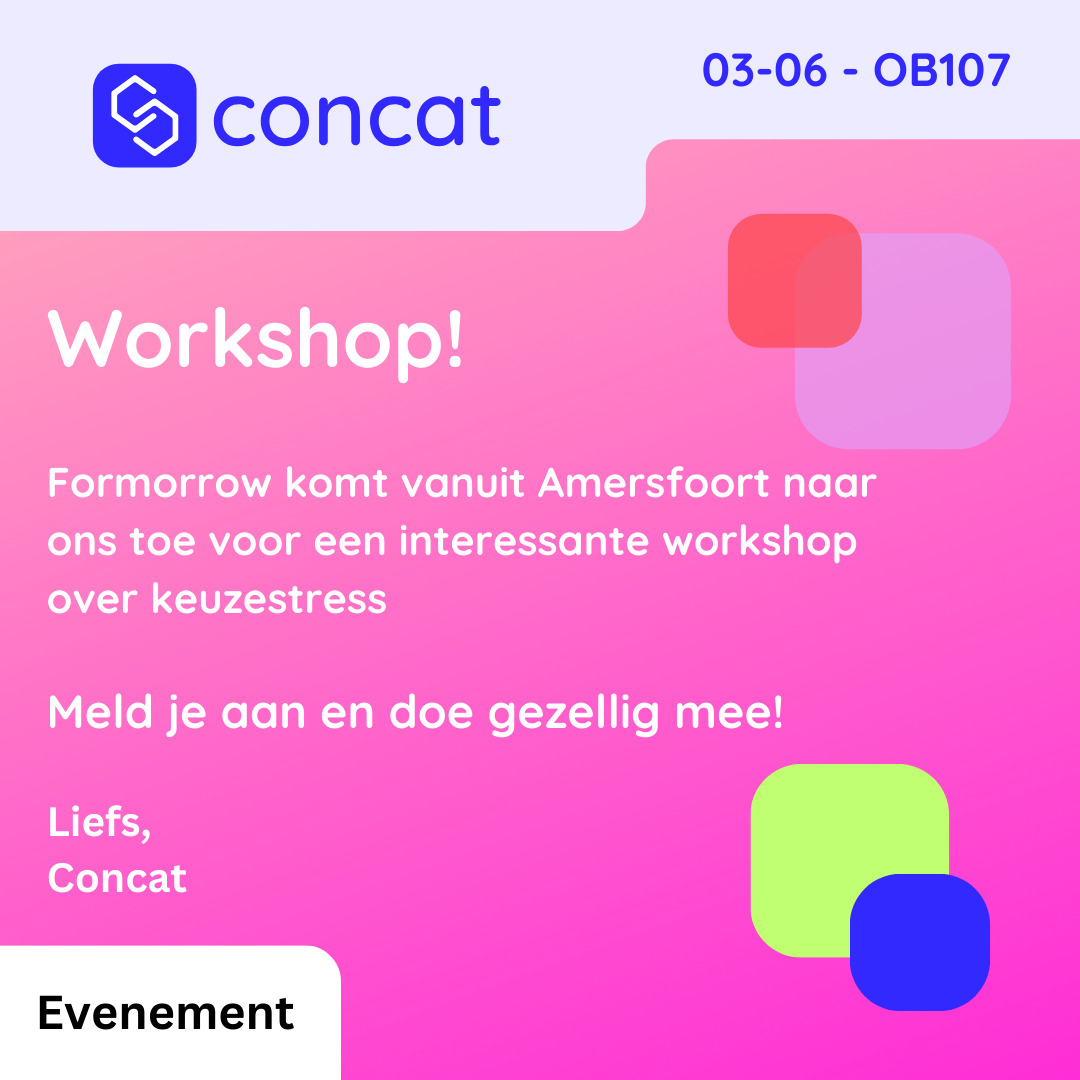 concat
03-06 - OB107
Workshop!
Formorrow komt vanuit Amersfoort naar
ons toe voor een interessante workshop
over keuzestress
Meld je aan en doe gezellig mee!
Liefs,
Concat
Evenement